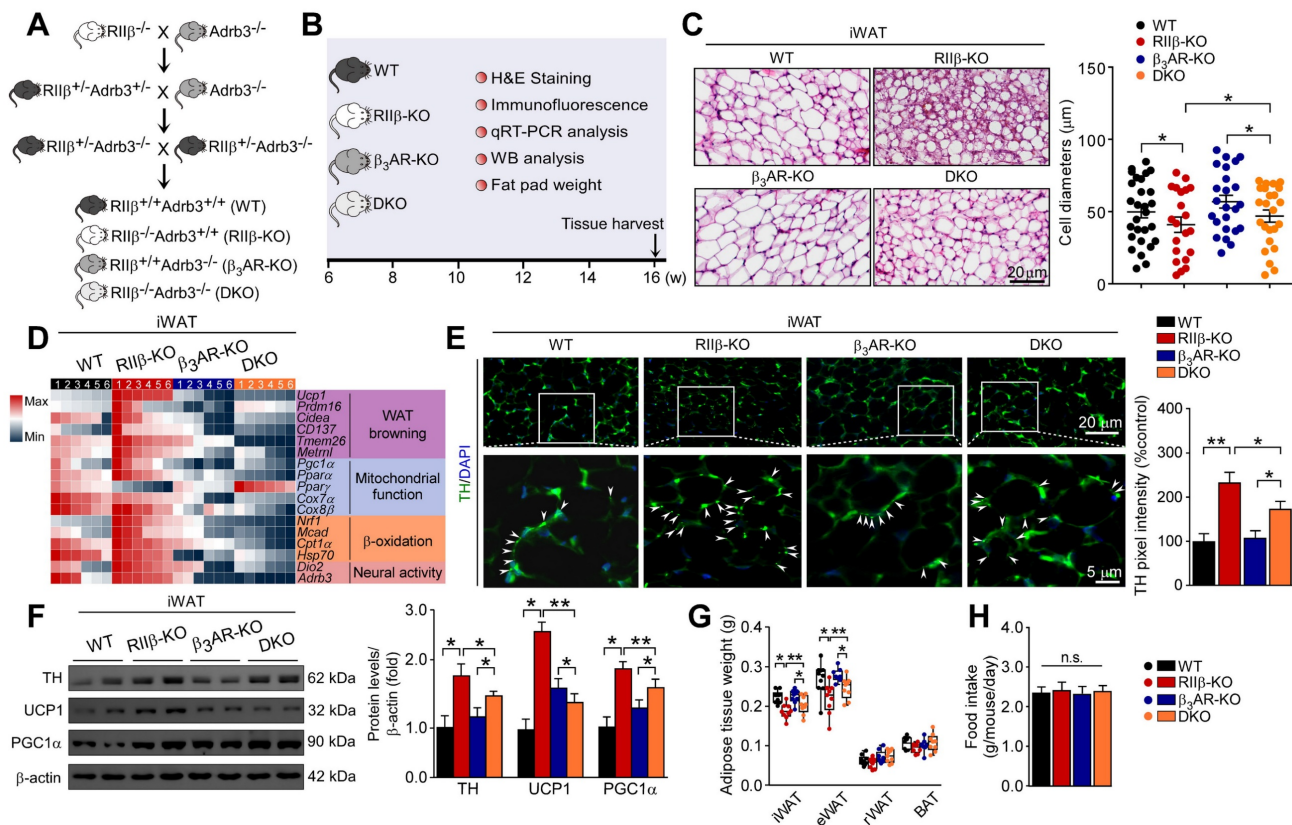 A
RIIβ-/- X Adrb3-/-
RIIβ+/-Adrb3+/- X Adrb3-/-
RIIβ+/-Adrb3-/- X RIIβ+/-Adrb3-/-
RIIβ+/+Adrb3+/+ (WT)
RIIβ-/-Adrb3+/+ (RIIβ-KO)
RIIβ+/+Adrb3-/- (β3AR-KO)
RIIβ-/-Adrb3-/- (DKO)
B
WT
RIIβ-KO
β3AR-KO
DKO
H&E Staining
Immunofluorescence
qRT-PCR analysis
WB analysis
Fat pad weight
Tissue harvest
6 8 10 12 14 16 (w)
C
iWAT
WT RIIβ-KO
β3AR-KO DKO
20 μm
WT
RIIβ-KO
β3AR-KO
DKO
Cell diameters (μm)
150
100
50
0
* * *
D
iWAT
WT RIIβ-KO β3AR-KO DKO
1 2 3 4 5 6 1 2 3 4 5 6 1 2 3 4 5 6 1 2 3 4 5 6
Max
Min
Ucp1
Prdm16
Cidea
CD137
Tmem26
Metrnl
WAT browning
Pgc1α
Pparα
Pparγ
Cox7α
Cox8β
Mitochondrial function
Nrf1
Mcad
Cpt1α
Hsp70
β-oxidation
Dio2
Adrb3
Neural activity
E
iWAT
WT RIIβ-KO β3AR-KO DKO
TH/DAPI
20 μm
5 μm
WT
RIIβ-KO
β3AR-KO
DKO
TH pixel intensity (%control)
400
300
200
100
0
** * *
F
iWAT
WT RIIβ-KO β3AR-KO DKO
TH 62 kDa
UCP1 32 kDa
PGC1α 90 kDa
β-actin 42 kDa
Protein levels/
β-actin (fold)
3.0
2.0
1.0
0
* * * * ** * * ** *
TH UCP1 PGC1α
G
Adipose tissue weight (g)
0.4
0.3
0.2
0.1
0.0
* ** * * ** *
iWAT eWAT rWAT BAT
H
Food intake
(g/mouse/day)
4.0
3.6
2.4
1.2
0
n.s.
WT
RIIβ-KO
β3AR-KO
DKO